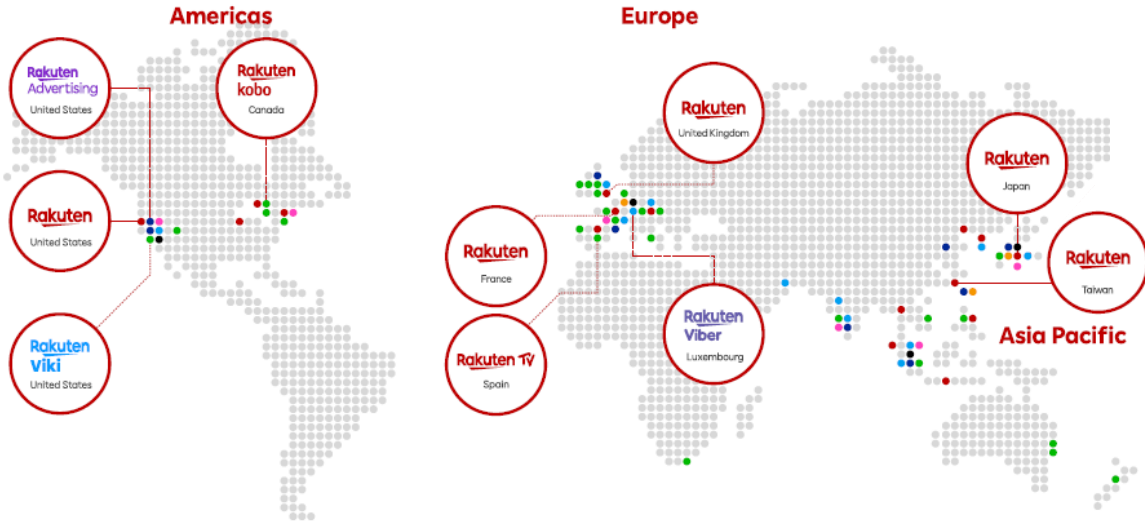 Americas
Europe
Rakuten
Advertising
United States
Rakuten
kobo
Canada
Rakuten
United Kingdom
Rakuten
Japan
Rakuten
United States
Rakuten
France
Rakuten
Taiwan
Rakuten
Viki
United States
Rakuten TV
Spain
Rakuten
Viber
Luxembourg
Asia Pacific